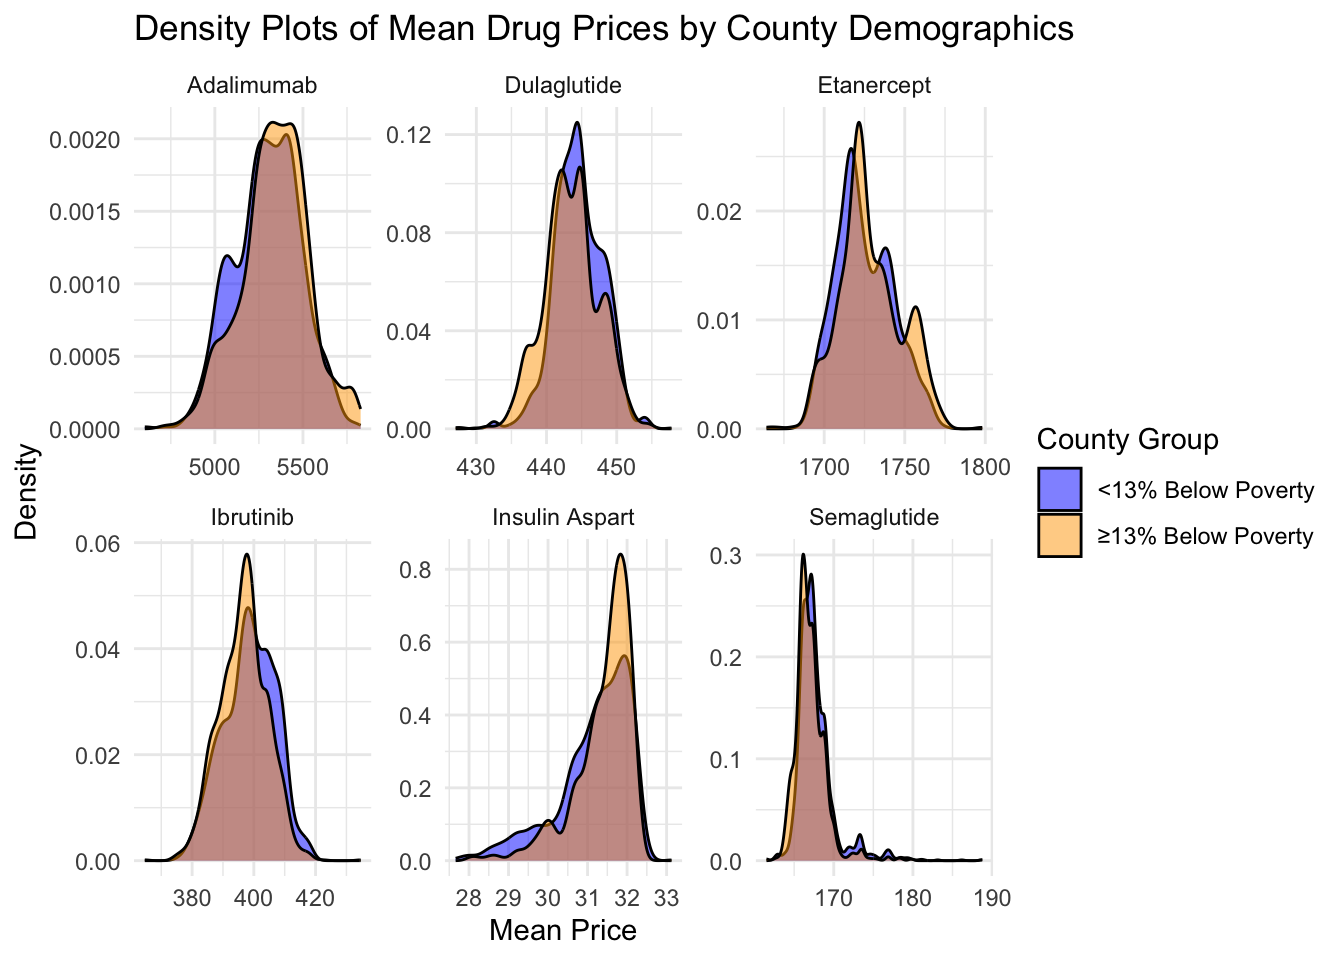 Density Plots of Mean Drug Prices by County Demographics
Adalimumab
Dulaglutide
Etanercept
0.0020
0.0015
0.0010
0.0005
0.0000
0.12
0.08
0.04
0.00
0.02
0.01
0.00
5000 5500
430 440 450
1700 1750 1800
Density
Ibrutinib
Insulin Aspart
Semaglutide
0.06
0.04
0.02
0.00
0.8
0.6
0.4
0.2
0.0
0.3
0.2
0.1
0.0
380 400 420
28 29 30 31 32 33
170 180 190
Mean Price
County Group
<13% Below Poverty
≥13% Below Poverty